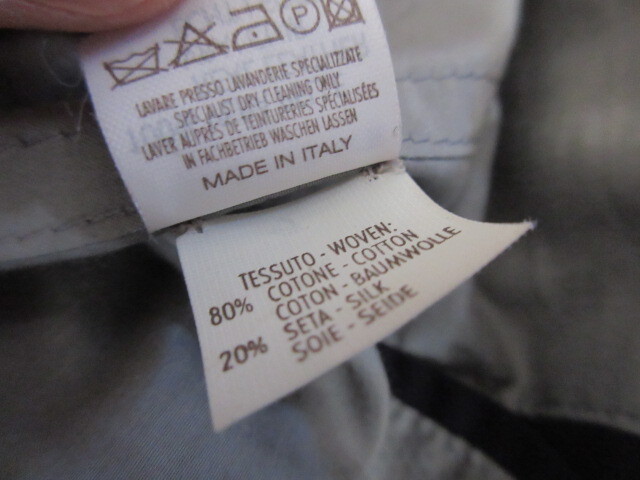 P
LAVARE PRESSO LAVANDERIE SPECIALIZZATE
SPECIALIST DRY CLEANING ONLY
LAVER AUPRÈS DE TEINTURERIES SPÉCIALISÉES
IN FACHBETRIEB WASCHEN LASSEN
MADE IN ITALY
TESSUTO - WOVEN:
80% COTONE - COTTON
COTON - BAUMWOLLE
20% SETA - SILK
SOIE - SEIDE